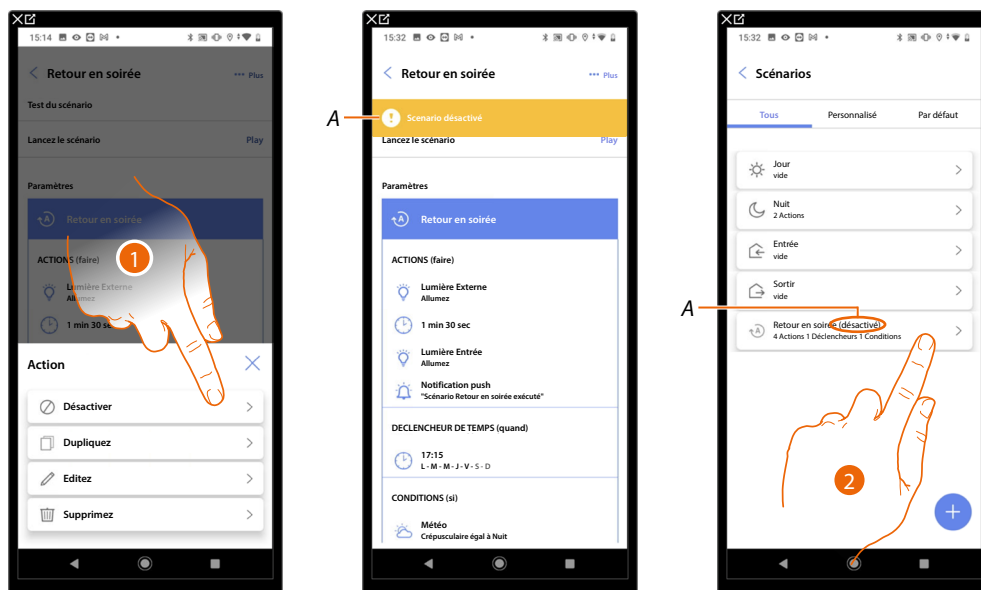 15:14
Retour en soirée
Plus
Test du scénario
Lancez le scénario
Play
Paramètres
Retour en soirée
ACTIONS (faire)
Lumière Externe
Allumez
1 min 30 sec
1
Action
Désactiver
Dupliquez
Editez
Supprimez
15:32
Retour en soirée
Plus
A
Scenario désactivé
Lancez le scénario
Play
Paramètres
Retour en soirée
ACTIONS (faire)
Lumière Externe
Allumez
1 min 30 sec
Lumière Entrée
Allumez
Notification push
"Scénario Retour en soirée exécuté"
DECLENCHEUR DE TEMPS (quand)
17:15
L - M - M - J - V - S - D
CONDITIONS (si)
Météo
Crépusculaire égal à Nuit
15:32
Scénarios
Tous
Personnalisé
Par défaut
Jour
vide
Nuit
2 Actions
Entrée
vide
Sortir
vide
A
Retour en soirée (désactivé)
4 Actions 1 Déclencheurs 1 Conditions
2